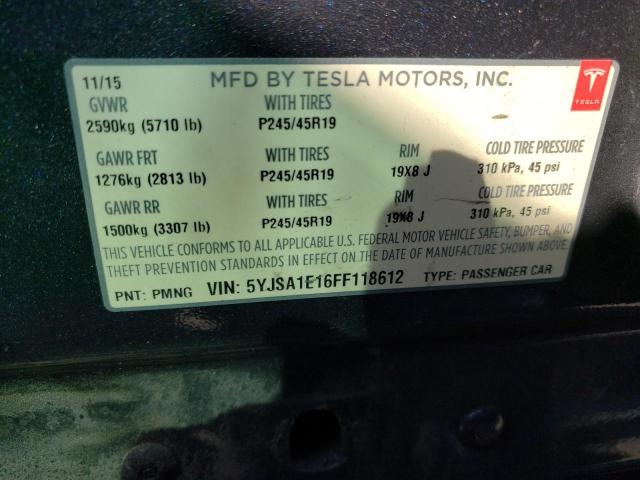 11/15 MFD BY TESLA MOTORS, INC.
TESLA
GVWR WITH TIRES
2590kg (5710 lb) P245/45R19
GAWR FRT WITH TIRES RIM COLD TIRE PRESSURE
1276kg (2813 lb) P245/45R19 19X8 J 310 kPa, 45 psi
GAWR RR WITH TIRES RIM COLD TIRE PRESSURE
1500kg (3307 lb) P245/45R19 19X8 J 310 kPa, 45 psi
THIS VEHICLE CONFORMS TO ALL APPLICABLE U.S. FEDERAL MOTOR VEHICLE SAFETY, BUMPER, AND
THEFT PREVENTION STANDARDS IN EFFECT ON THE DATE OF MANUFACTURE SHOWN ABOVE.
PNT: PMNG VIN: 5YJSA1E16FF118612 TYPE: PASSENGER CAR